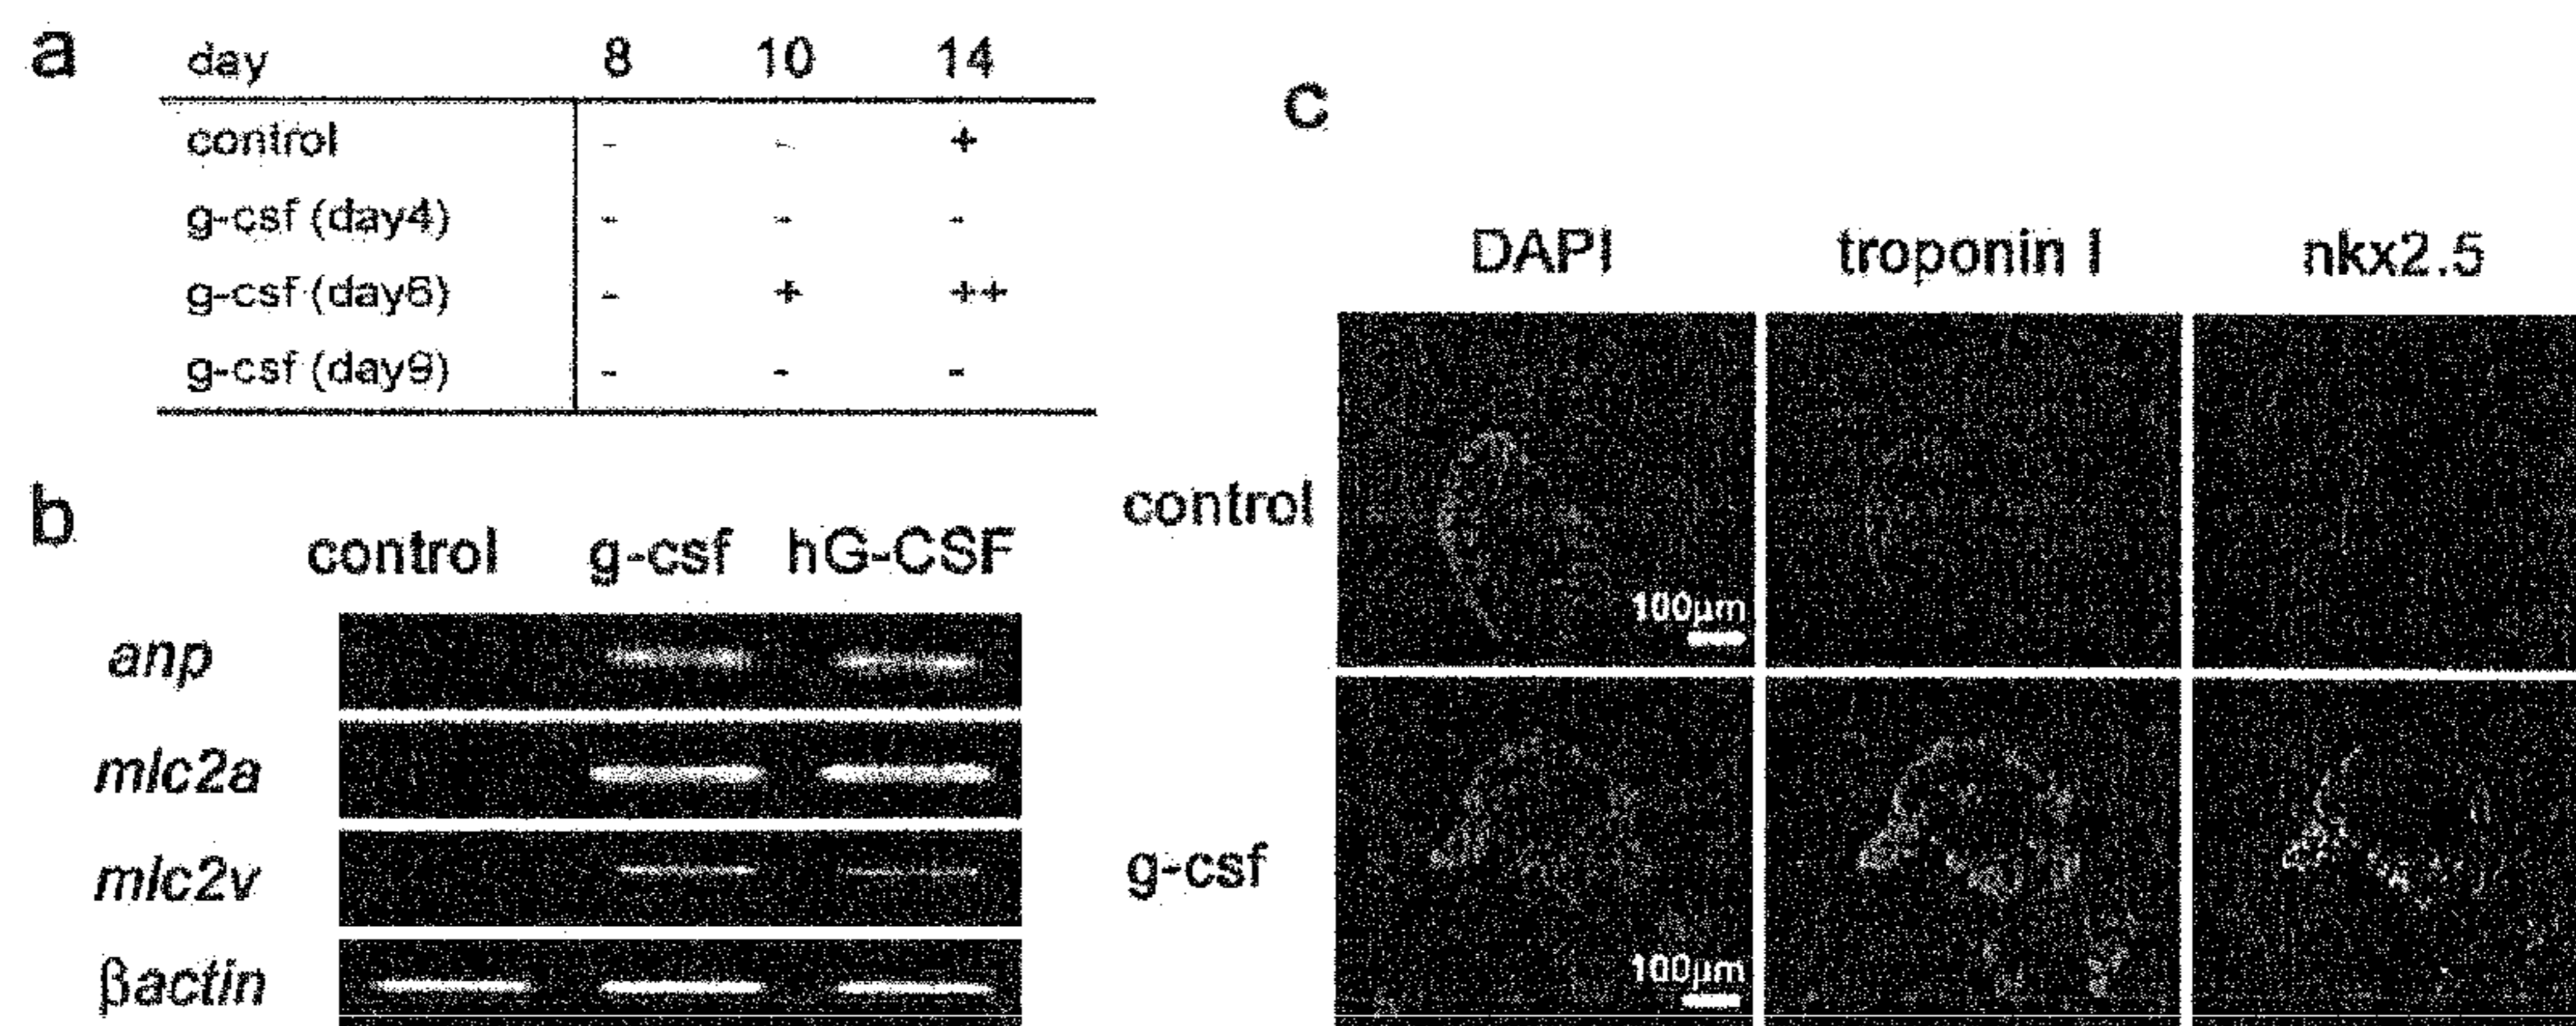 a
day 8 10 14
control - - +
g-csf (day4) - - -
g-csf (day6) - + ++
g-csf (day9) - - -
b
control g-csf hG-CSF
anp
mlc2a
mlc2v
βactin
c
DAPI troponin I nkx2.5
control
100µm
g-csf
100µm